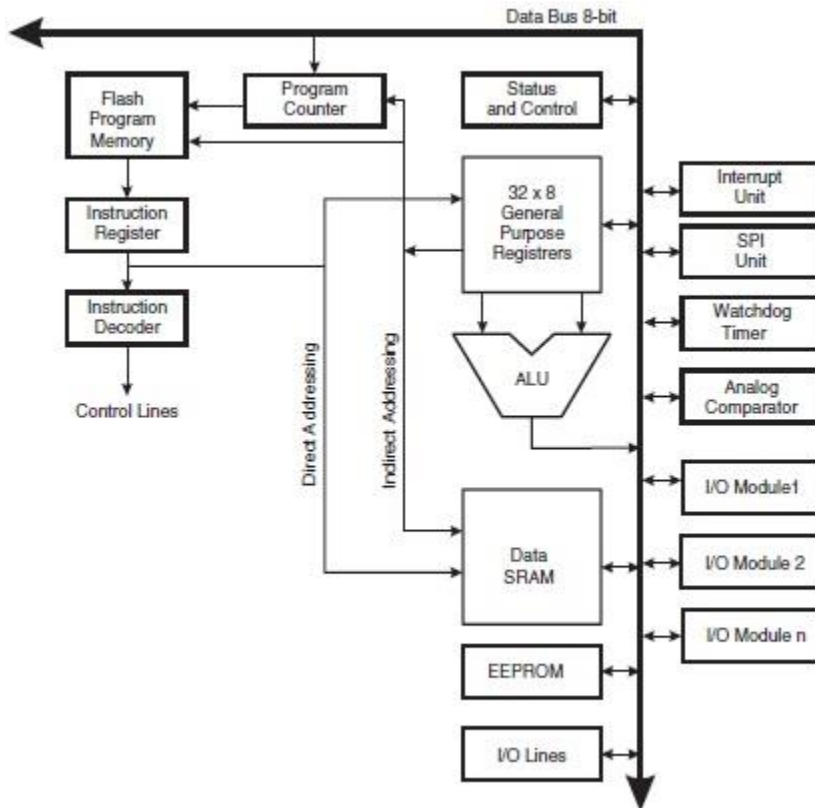 Data Bus 8-bit
Flash
Program
Memory
Program
Counter
Status
and Control
32 x 8
General
Purpose
Registrers
Interrupt
Unit
Instruction
Register
SPI
Unit
Instruction
Decoder
Watchdog
Timer
ALU
Analog
Comparator
Control Lines
Direct Addressing
Indirect Addressing
I/O Module1
Data
SRAM
I/O Module 2
I/O Module n
EEPROM
I/O Lines